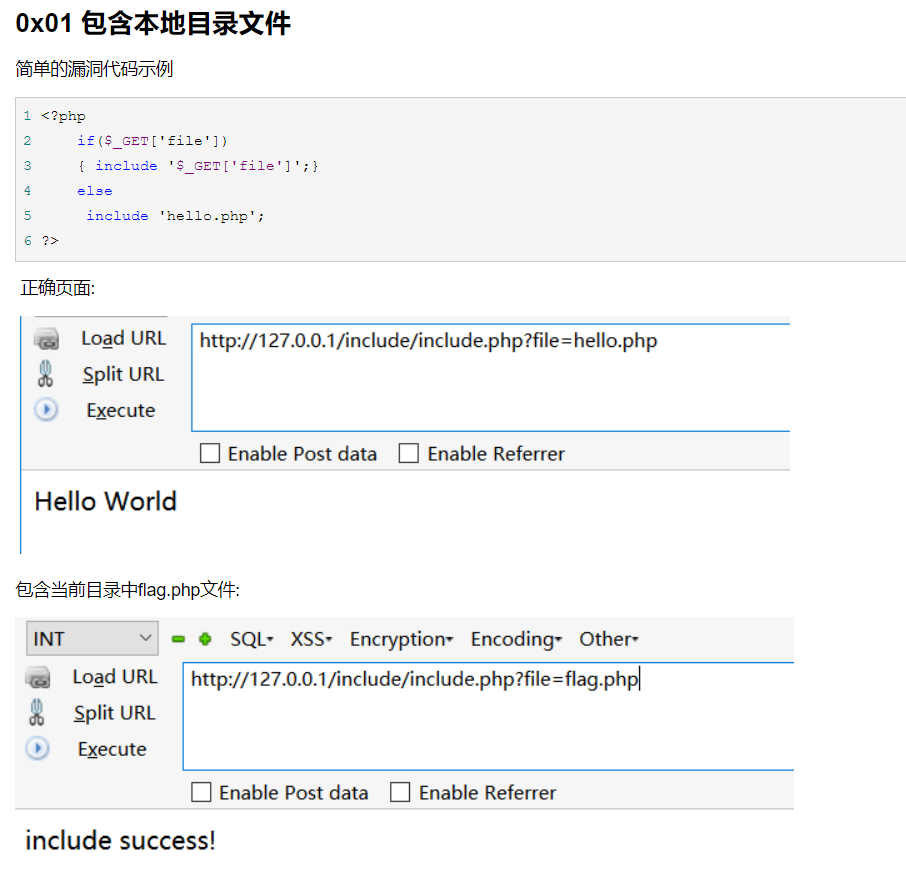 0x01 包含本地目录文件
简单的漏洞代码示例
1 <?php
2 if($_GET['file'])
3 { include '$_GET['file']';}
4 else
5 include 'hello.php';
6 ?>
正确页面:
Load URL
http://127.0.0.1/include/include.php?file=hello.php
Split URL
Execute
Enable Post data Enable Referrer
Hello World
包含当前目录中flag.php文件:
INT SQL XSS Encryption Encoding Other
Load URL
http://127.0.0.1/include/include.php?file=flag.php
Split URL
Execute
Enable Post data Enable Referrer
include success!